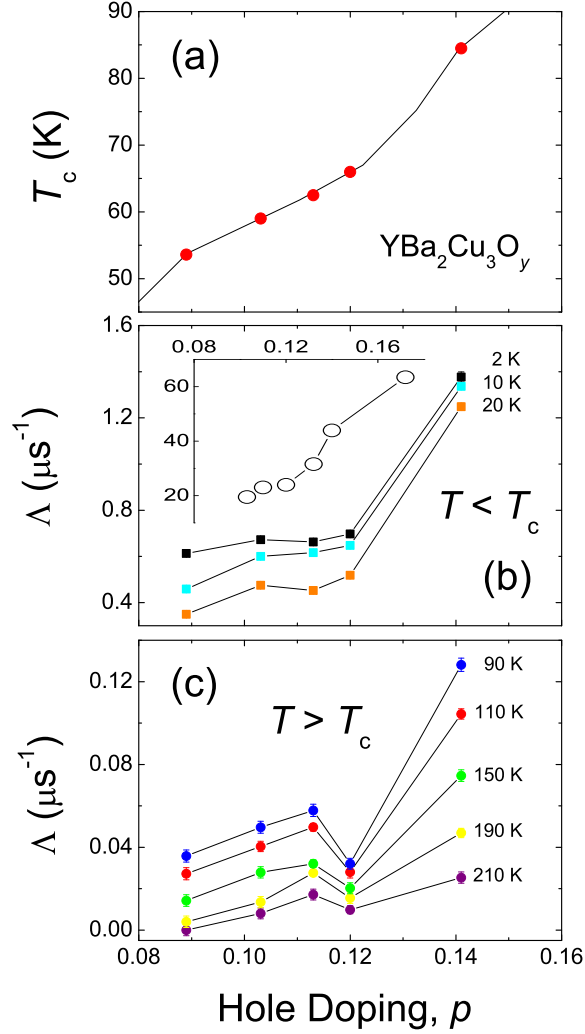 90
80
70
60
50
T_c (K)
(a)
YBa₂Cu₃O_y
1.6
1.2
0.8
0.4
Λ (μs⁻¹)
0.08 0.12 0.16
60
40
20
2 K
10 K
20 K
T < T_c
(b)
0.12
0.08
0.04
0.00
Λ (μs⁻¹)
(c)
T > T_c
90 K
110 K
150 K
190 K
210 K
0.08 0.10 0.12 0.14 0.16
Hole Doping, p